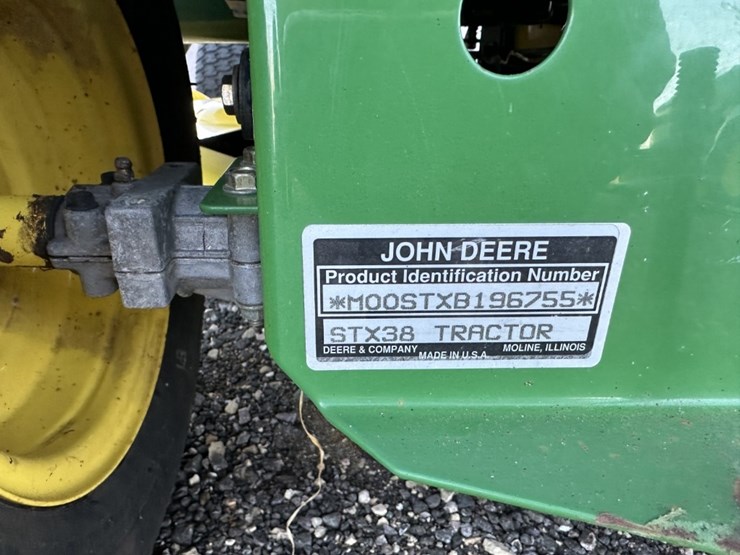 JOHN DEERE
Product Identification Number
*M00STXB196755*
STX38 TRACTOR
DEERE & COMPANY MADE IN U.S.A. MOLINE, ILLINOIS